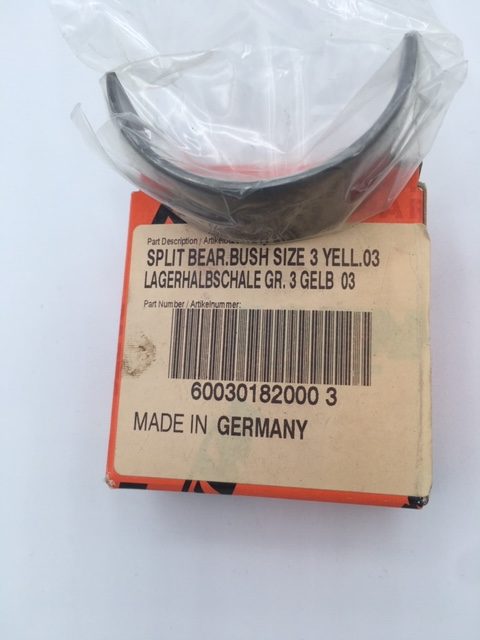 Part Description / Artikelbez
SPLIT BEAR.BUSH SIZE 3 YELL.03
LAGERHALBSCHALE GR. 3 GELB 03
Part Number / Artikelnummer:
60030182000 3
MADE IN GERMANY